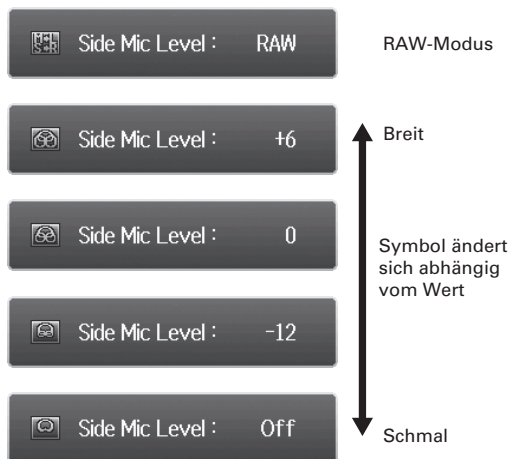 Side Mic Level : RAW
RAW-Modus
Side Mic Level : +6
Breit
Side Mic Level : 0
Symbol ändert
sich abhängig
vom Wert
Side Mic Level : -12
Side Mic Level : Off
Schmal